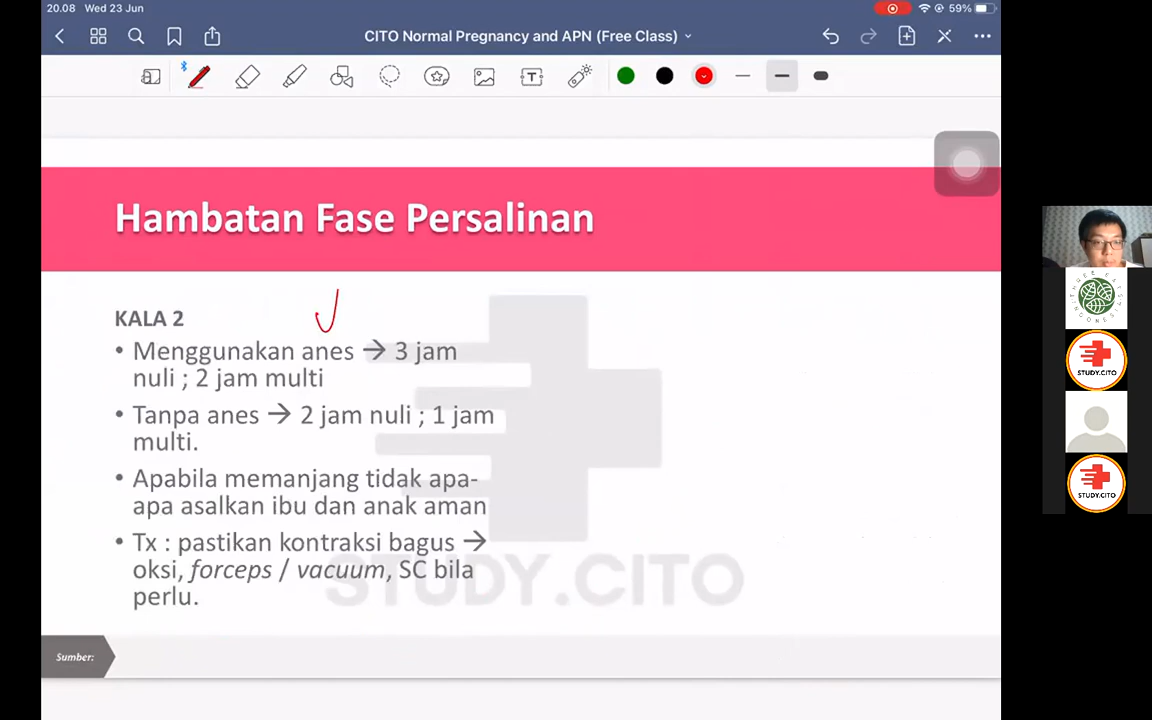 20.08 Wed 23 Jun
59%
CITO Normal Pregnancy and APN (Free Class)
T
Hambatan Fase Persalinan
KALA 2
• Menggunakan anes → 3 jam
nuli ; 2 jam multi
• Tanpa anes → 2 jam nuli ; 1 jam
multi.
• Apabila memanjang tidak apa-
apa asalkan ibu dan anak aman
• Tx : pastikan kontraksi bagus →
oksi, forceps / vacuum, SC bila
perlu.
STUDY.CITO
Sumber:
STUDY.CITO
STUDY.CITO